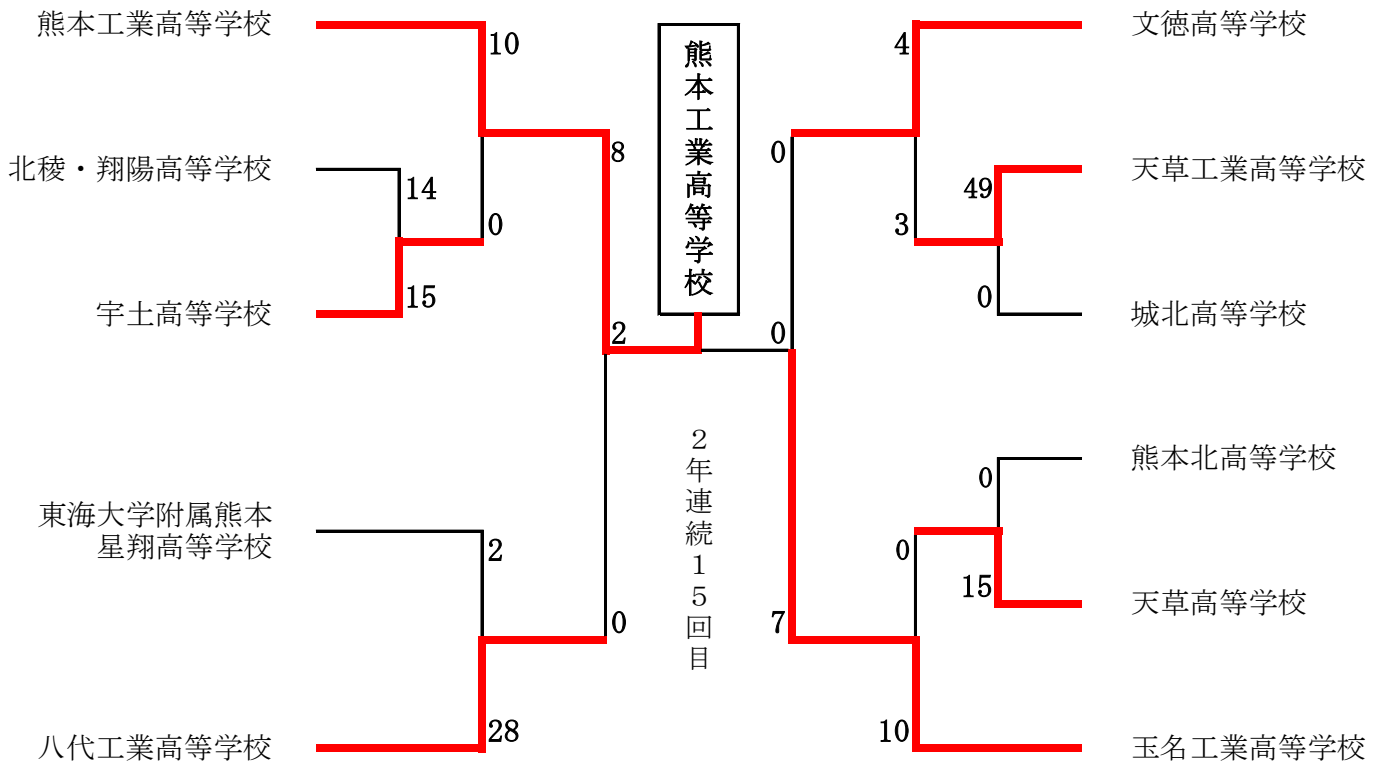 熊本工業高等学校
10
北稜・翔陽高等学校
14
0
宇土高等学校
15
8
2
東海大学附属熊本
星翔高等学校
2
0
八代工業高等学校
28
熊本工業高等学校
2年連続15回目
文徳高等学校
4
0
天草工業高等学校
49
3
城北高等学校
0
0
熊本北高等学校
0
0
天草高等学校
15
7
玉名工業高等学校
10